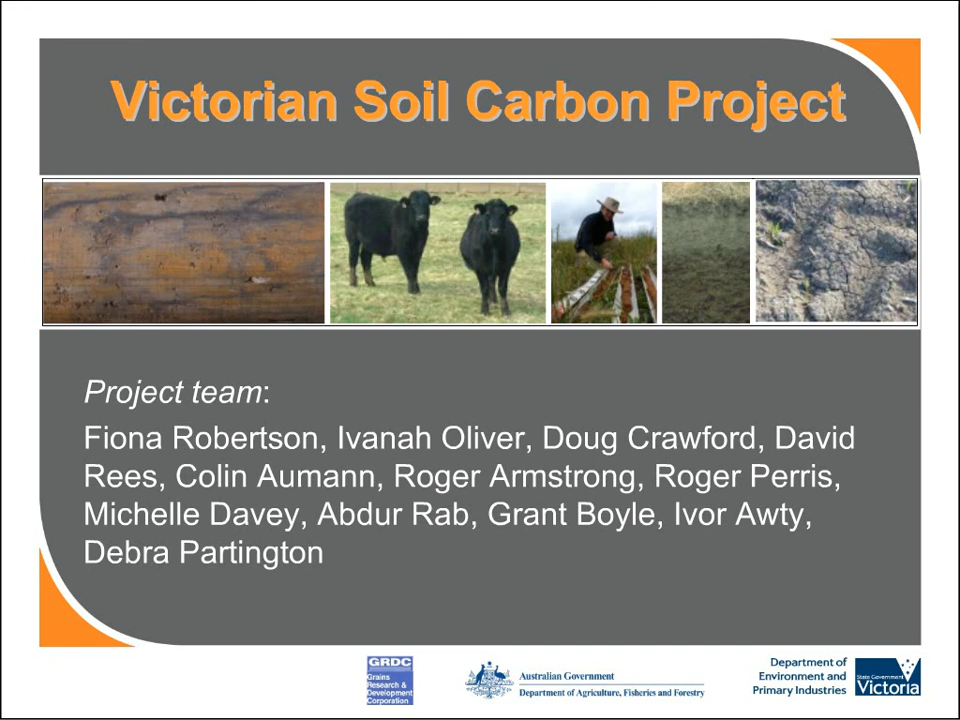 Victorian Soil Carbon Project
Project team:
Fiona Robertson, Ivanah Oliver, Doug Crawford, David
Rees, Colin Aumann, Roger Armstrong, Roger Perris,
Michelle Davey, Abdur Rab, Grant Boyle, Ivor Awty,
Debra Partington
GRDC
Grains
Research &
Development
Corporation
Australian Government
Department of Agriculture, Fisheries and Forestry
Department of
Environment and
Primary Industries
State Government
Victoria